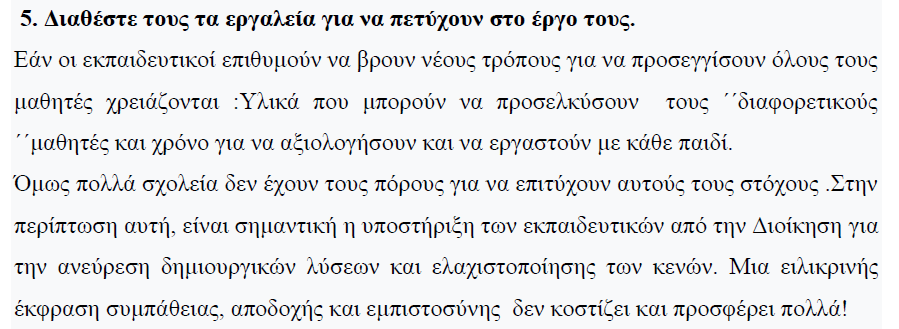 5. Διαθέστε τους τα εργαλεία για να πετύχουν στο έργο τους.
Εάν οι εκπαιδευτικοί επιθυμούν να βρουν νέους τρόπους για να προσεγγίσουν όλους τους
μαθητές χρειάζονται :Υλικά που μπορούν να προσελκύσουν τους ΄΄διαφορετικούς
΄΄μαθητές και χρόνο για να αξιολογήσουν και να εργαστούν με κάθε παιδί.
Όμως πολλά σχολεία δεν έχουν τους πόρους για να επιτύχουν αυτούς τους στόχους .Στην
περίπτωση αυτή, είναι σημαντική η υποστήριξη των εκπαιδευτικών από την Διοίκηση για
την ανεύρεση δημιουργικών λύσεων και ελαχιστοποίησης των κενών. Μια ειλικρινής
έκφραση συμπάθειας, αποδοχής και εμπιστοσύνης δεν κοστίζει και προσφέρει πολλά!